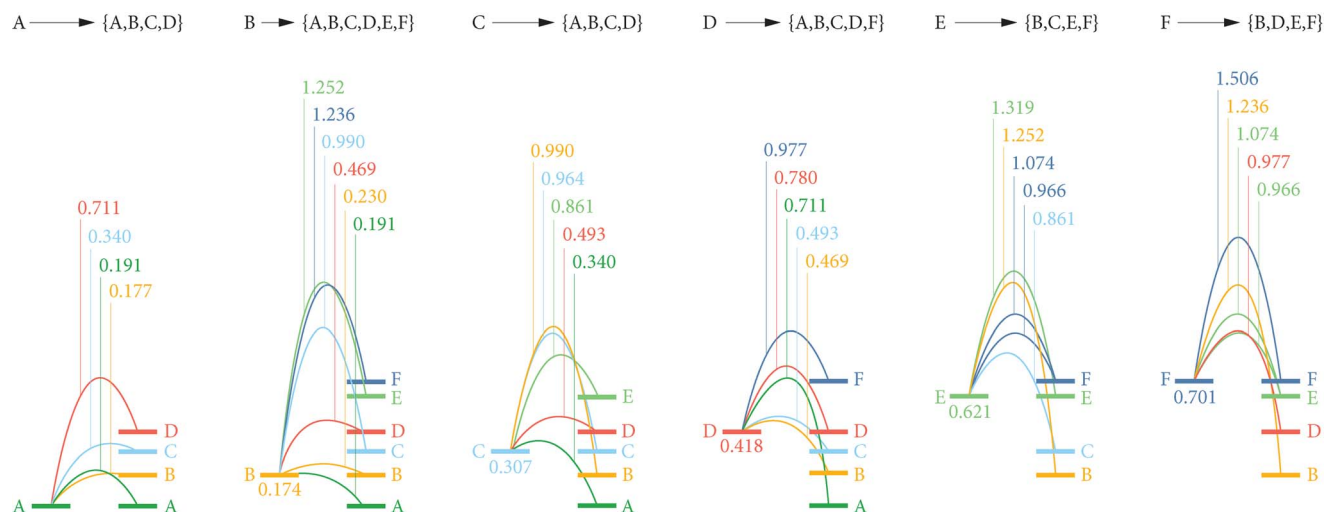 A → {A,B,C,D}
0.711
0.340
0.191
0.177
D
C
B
A
A
B → {A,B,C,D,E,F}
1.252
1.236
0.990
0.469
0.230
0.191
F
E
D
C
B
A
B
0.174
C → {A,B,C,D}
0.990
0.964
0.861
0.493
0.340
E
D
C
B
A
C
0.307
D → {A,B,C,D,F}
0.977
0.780
0.711
0.493
0.469
F
D
C
B
A
D
0.418
E → {B,C,E,F}
1.319
1.252
1.074
0.966
0.861
F
E
C
B
E
0.621
F → {B,D,E,F}
1.506
1.236
1.074
0.977
0.966
F
E
D
B
F
0.701